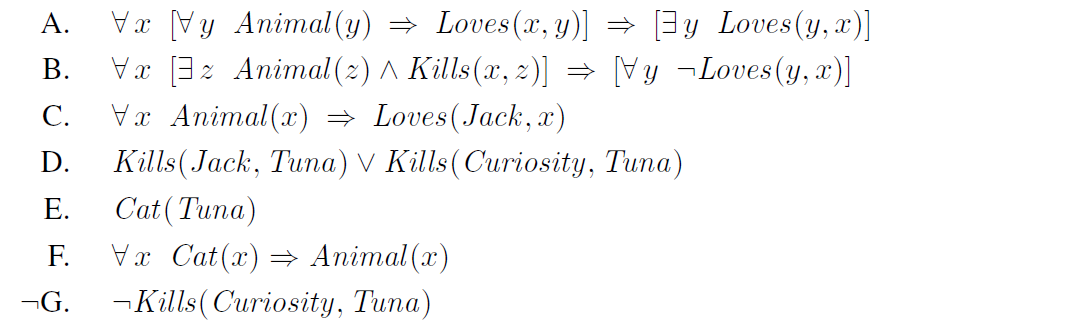 A. ∀ x [∀ y Animal(y) ⇒ Loves(x, y)] ⇒ [∃ y Loves(y, x)]
B. ∀ x [∃ z Animal(z) ∧ Kills(x, z)] ⇒ [∀ y ¬Loves(y, x)]
C. ∀ x Animal(x) ⇒ Loves(Jack, x)
D. Kills(Jack, Tuna) ∨ Kills(Curiosity, Tuna)
E. Cat(Tuna)
F. ∀ x Cat(x) ⇒ Animal(x)
¬G. ¬Kills(Curiosity, Tuna)